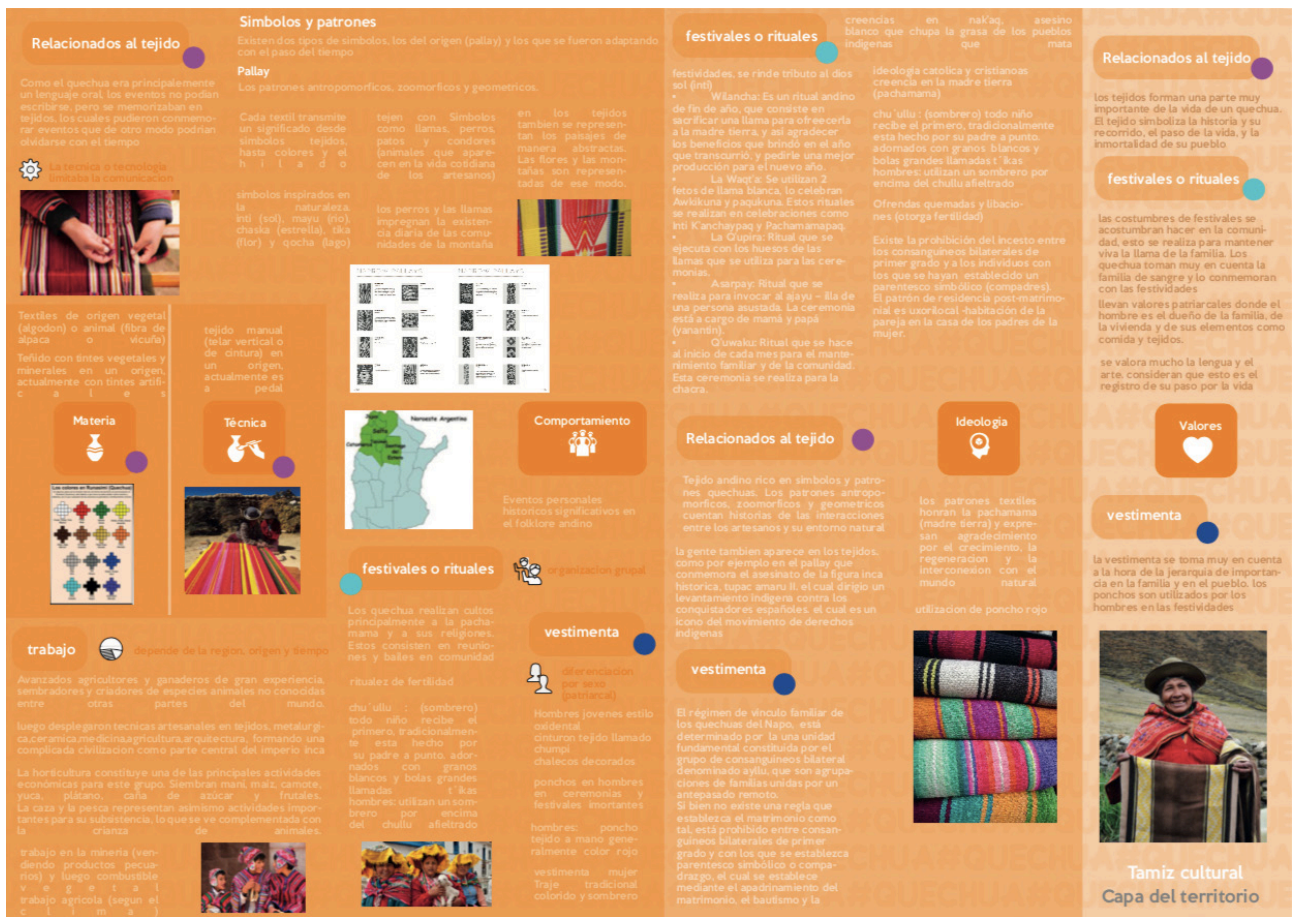 Relacionados al tejido
Como el quechua era principalmente
un lenguaje oral, los eventos no podían
escribirse, pero se memorizaban en
tejidos, los cuales pudieron conmemo-
rar eventos que de otro modo podrían
olvidarse con el tiempo
La tecnica o tecnologia
limitaba la comunicacion
Simbolos y patrones
Existen dos tipos de simbolos, los del origen (pallay) y los que se fueron adaptando
con el paso del tiempo
Pallay
Los patrones antropomorficos, zoomorficos y geometricos.
Cada textil transmite
un significado desde
simbolos tejidos,
hasta colores y el
hilado
simbolos inspirados en
la naturaleza.
inti (sol), mayu (rio),
chaska (estrella), tika
(flor) y qocha (lago)
tejen con Simbolos
como llamas, perros,
patos y condores
(animales que apare-
cen en la vida cotidiana
de los artesanos)
los perros y las llamas
impregnan la existen-
cia diaria de las comu-
nidades de la montaña
en los tejidos
tambien se represen-
tan los paisajes de
manera abstractas.
Las flores y las mon-
tañas son represen-
tadas de ese modo.
Textiles de origen vegetal
(algodon) o animal (fibra de
alpaca o vicuña)
Teñido con tintes vegetales y
minerales en un origen,
actualmente con tintes artifi-
cales
Materia
Los colores en Runasimi (Quechua)
tejido manual
(telar vertical o
de cintura) en
un origen,
actualmente es
a pedal
Técnica
Noroeste Argentino
Jujuy
Salta
Catamarca
Tucumán
Santiago
del
Estero
Comportamiento
Eventos personales
historicos significativos en
el folklore andino
organizacion grupal
festivales o rituales
Los quechua realizan cultos
principalmente a la pacha-
mama y a sus religiones.
Estos consisten en reunio-
nes y bailes en comunidad
ritualez de fertilidad
chu´ullu : (sombrero)
todo niño recibe el
primero, tradicionalmen-
te esta hecho por
su padre a punto, ador-
nados con granos
blancos y bolas grandes
llamadas t´ikas
hombres: utilizan un som-
brero por encima
del chullu afieltrado
vestimenta
diferenciacion
por sexo
(patriarcal)
Hombres jovenes estilo
occidental
cinturon tejido llamado
chumpi
chalecos decorados
ponchos en hombres
en ceremonias y
festivales imortantes
hombres: poncho
tejido a mano gene-
ralmente color rojo
vestimenta mujer
Traje tradicional
colorido y sombrero
trabajo
depende de la region, origen y tiempo
Avanzados agricultores y ganaderos de gran experiencia,
sembradores y criadores de especies animales no conocidas
entre otras partes del mundo.
luego desplegaron tecnicas artesanales en tejidos, metalurgi-
ca,ceramica,medicina,agricultura,arquitectura, formando una
complicada civilizacion como parte central del imperio inca
La horticultura constituye una de las principales actividades
económicas para este grupo. Siembran maní, maíz, camote,
yuca, plátano, caña de azúcar y frutales.
La caza y la pesca representan asimismo actividades impor-
tantes para su subsistencia, lo que se ve complementada con
la crianza de animales.
trabajo en la mineria (ven-
diendo productos pecua-
rios) y luego combustible
vegetal
trabajo agricola (segun el
clima)
festivales o rituales
festividades, se rinde tributo al dios
sol (inti)
• Wilancha: Es un ritual andino
de fin de año, que consiste en
sacrificar una llama para ofreecerla
a la madre tierra, y así agradecer
los beneficios que brindó en el año
que transcurrió, y pedirle una mejor
producción para el nuevo año.
• La Waqt'a: Se utilizan 2
fetos de llama blanca, lo celebran
Awkikuna y paqukuna. Estos rituales
se realizan en celebraciones como
Inti K'anchaypaq y Pachamamapaq.
• La Q'upira: Ritual que se
ejecuta con los huesos de las
llamas que se utiliza para las cere-
monias.
• Asarpay: Ritual que se
realiza para invocar al ajayu – illa de
una persona asustada. La ceremonia
está a cargo de mamá y papá
(yanantin).
• Q'uwaku: Ritual que se hace
al inicio de cada mes para el mante-
nimiento familiar y de la comunidad.
Esta ceremonia se realiza para la
chacra.
creencias en nak'aq, asesino
blanco que chupa la grasa de los pueblos
indigenas que mata
ideologia catolica y cristianoas
creencia en la madre tierra
(pachamama)
chu´ullu : (sombrero) todo niño
recibe el primero, tradicionalmente
esta hecho por su padre a punto,
adornados con granos blancos y
bolas grandes llamadas t´ikas
hombres: utilizan un sombrero por
encima del chullu afieltrado
Ofrendas quemadas y libacio-
nes (otorga fertilidad)
Existe la prohibición del incesto entre
los consanguíneos bilaterales de
primer grado y a los individuos con
los que se hayan, establecido un
parentesco simbólico (compadres).
El patrón de residencia post-matrimo-
nial es uxorilocal -habitación de la
pareja en la casa de los padres de la
mujer.
Relacionados al tejido
Tejido andino rico en simbolos y patro-
nes quechuas. Los patrones antropo-
morficos, zoomorficos y geometricos
cuentan historias de las interacciones
entre los artesanos y su entorno natural
la gente tambien aparece en los tejidos,
como por ejemplo en el pallay que
conmemora el asesinato de la figura inca
historica, tupac amaru II, el cual dirigio un
levantamiento indigena contra los
conquistadores españoles. el cual es un
icono del movimiento de derechos
indigenas
vestimenta
El régimen de vínculo familiar de
los quechuas del Napo, está
determinado por la una unidad
fundamental constituida por el
grupo de consanguíneos bilateral
denominado ayllu, que son agrupa-
ciones de familias unidas por un
antepasado remoto.
Si bien no existe una regla que
establezca el matrimonio como
tal, está prohibido entre consan-
guíneos bilaterales de primer
grado y con los que se establezca
parentesco simbólico o compa-
drazgo, el cual se establece
mediante el apadrinamiento del
matrimonio, el bautismo y la
Ideologia
los patrones textiles
honran la pachamama
(madre tierra) y expre-
san agradecimiento
por el crecimiento, la
regeneracion y la
interconexion con el
mundo natural
utilizacion de poncho rojo
Relacionados al tejido
los tejidos forman una parte muy
importante de la vida de un quechua.
El tejido simboliza la historia y su
recorrido, el paso de la vida, y la
inmortalidad de su pueblo
festivales o rituales
las costumbres de festivales se
acostumbran hacer en la comuni-
dad, esto se realiza para mantener
viva la llama de la familia. Los
quechua toman muy en cuenta la
familia de sangre y lo conmemoran
con las festividades
llevan valores patriarcales donde el
hombre es el dueño de la familia, de
la vivienda y de sus elementos como
comida y tejidos.
se valora mucho la lengua y el
arte. consideran que esto es el
registro de su paso por la vida
Valores
vestimenta
la vestimenta se toma muy en cuenta
a la hora de la jerarquía de importan-
cia en la familia y en el pueblo. los
ponchos son utilizados por los
hombres en las festividades
Tamiz cultural
Capa del territorio